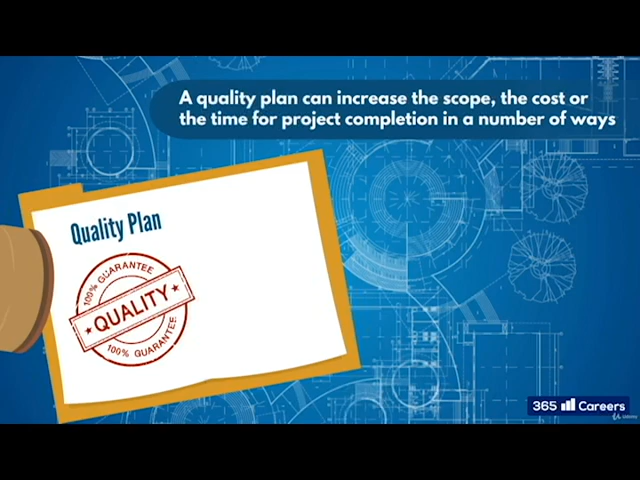 A quality plan can increase the scope, the cost or
the time for project completion in a number of ways
Quality Plan
100% GUARANTEE
QUALITY
100% GUARANTEE
365 Careers
Udemy